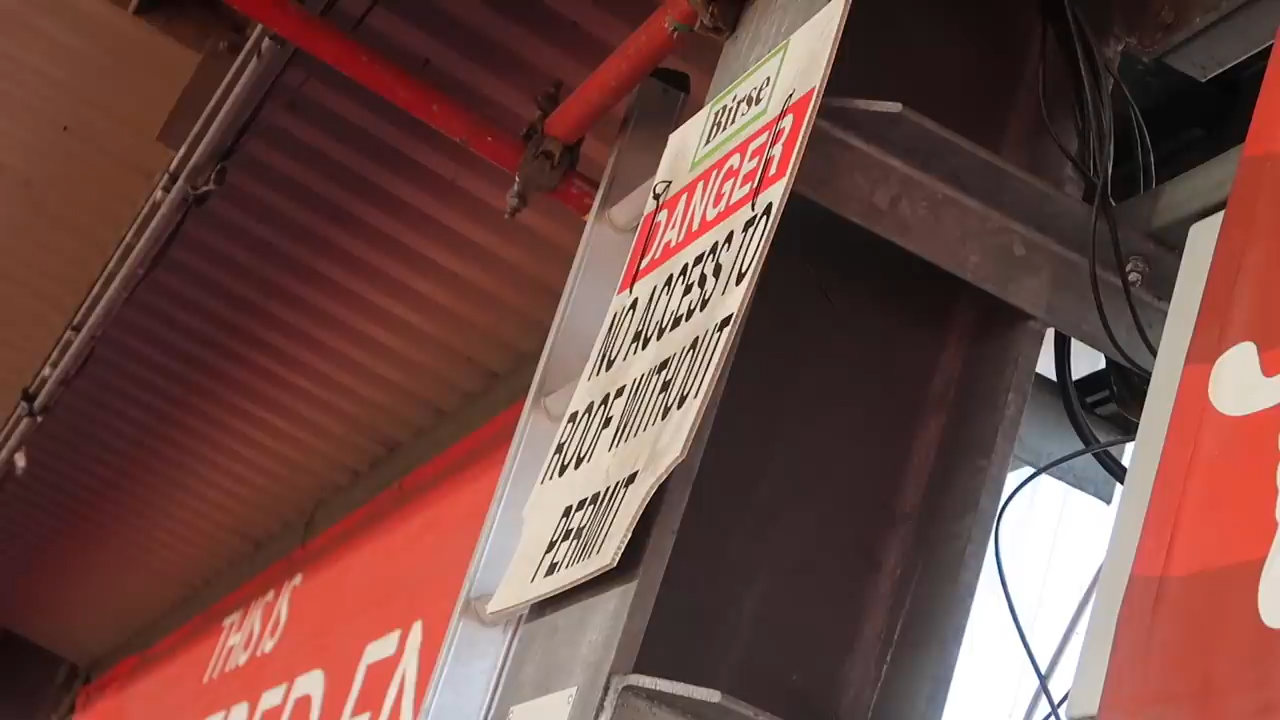 Birse
DANGER
NO ACCESS TO
ROOF WITHOUT
PERMIT
THIS IS